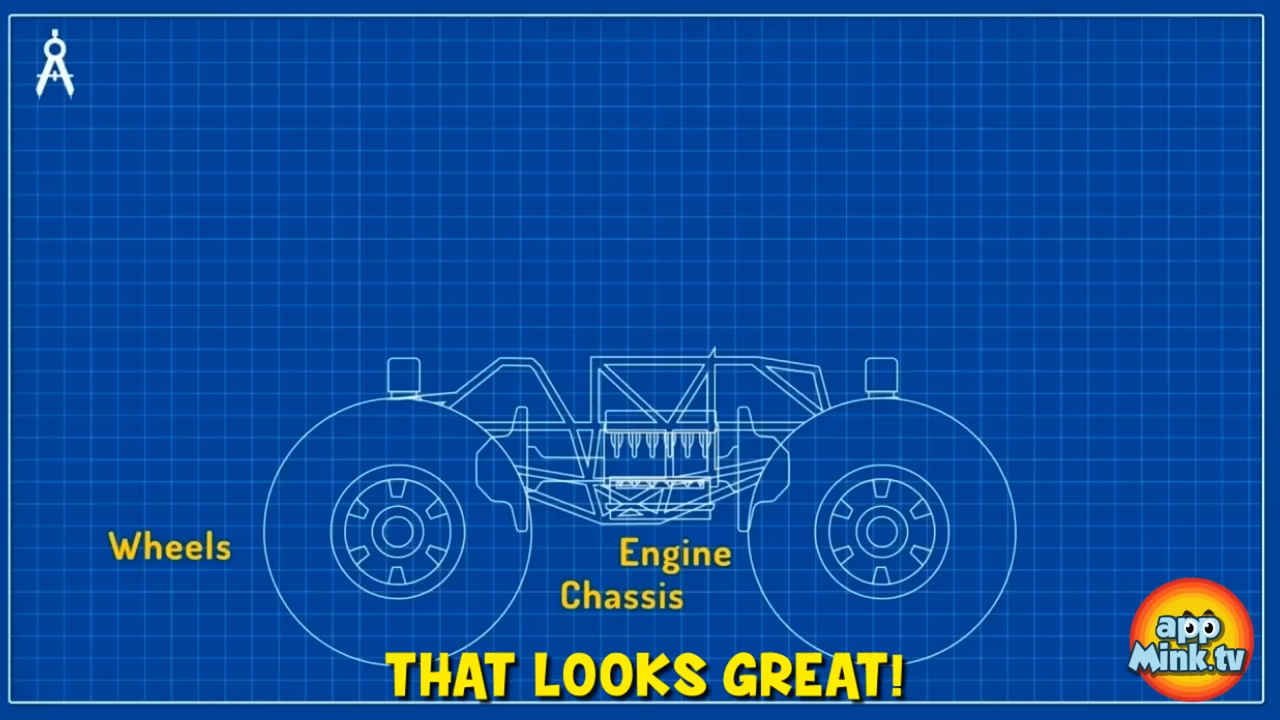 Wheels
Engine
Chassis
THAT LOOKS GREAT!
app
Mink.tv